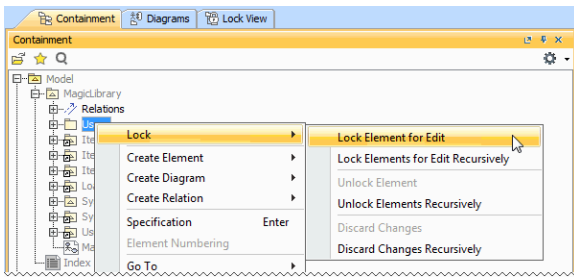 Containment Diagrams Lock View
Containment
Model
MagicLibrary
Relations
Us
Lock
Lock Element for Edit
Ite
Lock Elements for Edit Recursively
Ite
Create Element
Ite
Create Diagram
Unlock Element
Lo
Create Relation
Unlock Elements Recursively
Sy
Sy
Specification Enter
Discard Changes
Us
Element Numbering
Discard Changes Recursively
Ma
Index
Go To